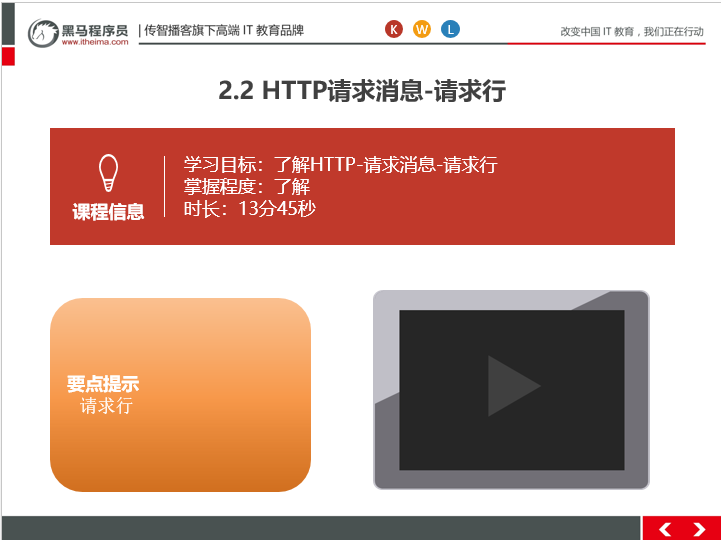 黑马程序员
www.itheima.com
传智播客旗下高端 IT 教育品牌
K W L
改变中国 IT 教育，我们正在行动
2.2 HTTP请求消息-请求行
学习目标：了解HTTP-请求消息-请求行
掌握程度：了解
时长：13分45秒
课程信息
要点提示
请求行